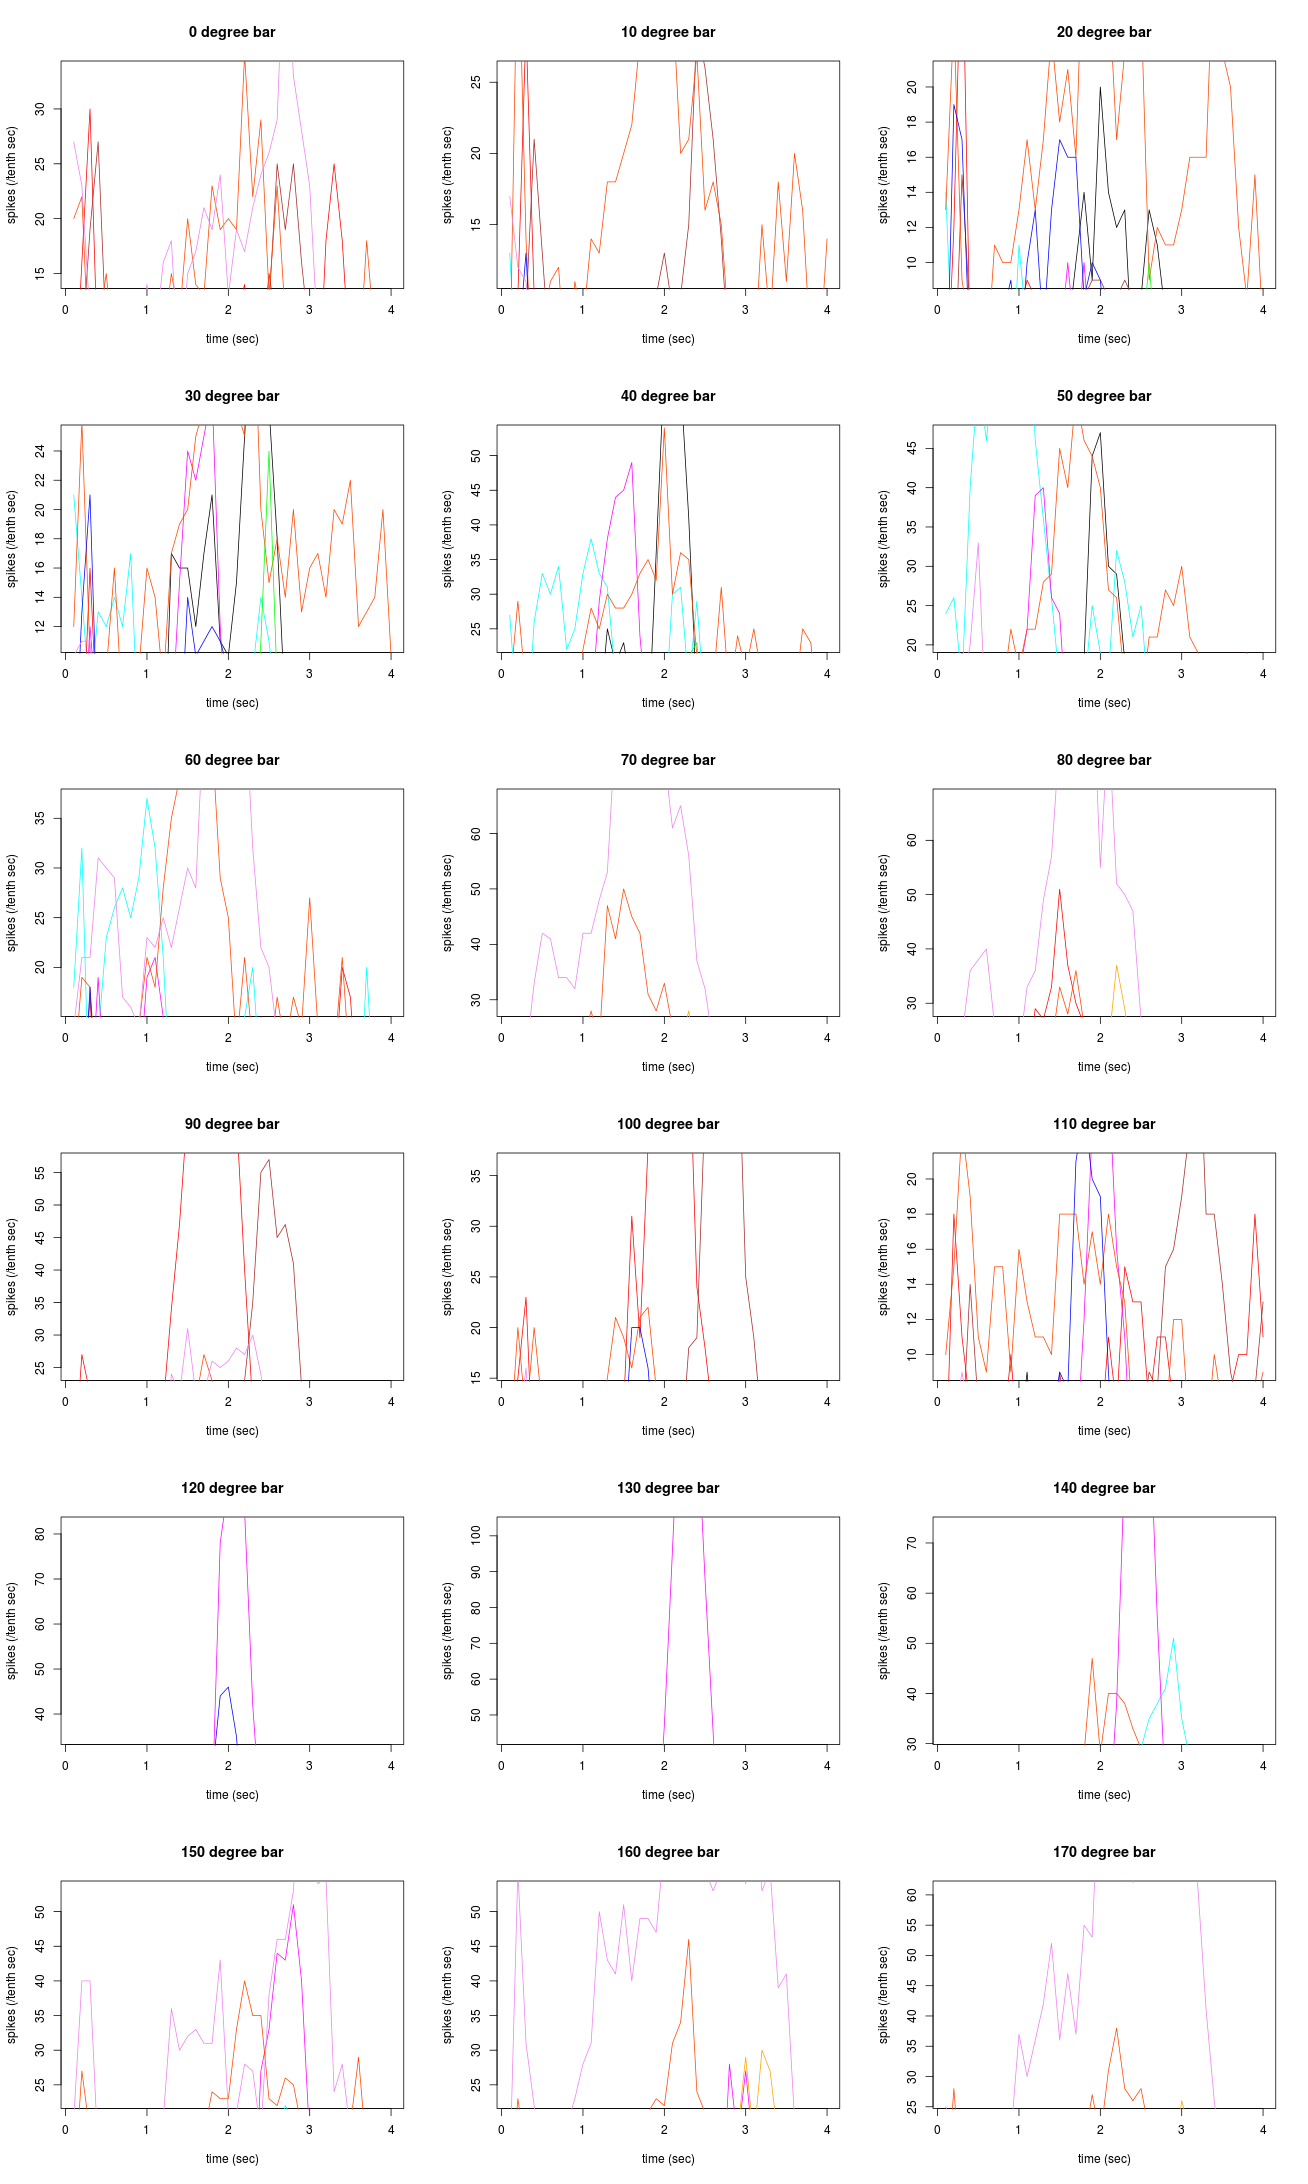 0 degree bar
10 degree bar
20 degree bar
spikes (/tenth sec)
15 20 25 30
0 1 2 3 4
time (sec)
spikes (/tenth sec)
15 20 25
0 1 2 3 4
time (sec)
spikes (/tenth sec)
10 12 14 16 18 20
0 1 2 3 4
time (sec)
30 degree bar
40 degree bar
50 degree bar
spikes (/tenth sec)
12 14 16 18 20 22 24
0 1 2 3 4
time (sec)
spikes (/tenth sec)
25 30 35 40 45 50
0 1 2 3 4
time (sec)
spikes (/tenth sec)
20 25 30 35 40 45
0 1 2 3 4
time (sec)
60 degree bar
70 degree bar
80 degree bar
spikes (/tenth sec)
20 25 30 35
0 1 2 3 4
time (sec)
spikes (/tenth sec)
30 40 50 60
0 1 2 3 4
time (sec)
spikes (/tenth sec)
30 40 50 60
0 1 2 3 4
time (sec)
90 degree bar
100 degree bar
110 degree bar
spikes (/tenth sec)
25 30 35 40 45 50 55
0 1 2 3 4
time (sec)
spikes (/tenth sec)
15 20 25 30 35
0 1 2 3 4
time (sec)
spikes (/tenth sec)
10 12 14 16 18 20
0 1 2 3 4
time (sec)
120 degree bar
130 degree bar
140 degree bar
spikes (/tenth sec)
40 50 60 70 80
0 1 2 3 4
time (sec)
spikes (/tenth sec)
50 60 70 80 90 100
0 1 2 3 4
time (sec)
spikes (/tenth sec)
30 40 50 60 70
0 1 2 3 4
time (sec)
150 degree bar
160 degree bar
170 degree bar
spikes (/tenth sec)
25 30 35 40 45 50
0 1 2 3 4
time (sec)
spikes (/tenth sec)
25 30 35 40 45 50
0 1 2 3 4
time (sec)
spikes (/tenth sec)
25 30 35 40 45 50 55 60
0 1 2 3 4
time (sec)